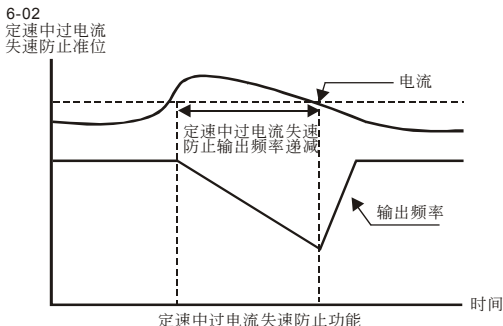 6-02
定速中过电流
失速防止准位
电流
定速中过电流失速
防止输出频率递减
输出频率
时间
定速中过电流失速防止功能